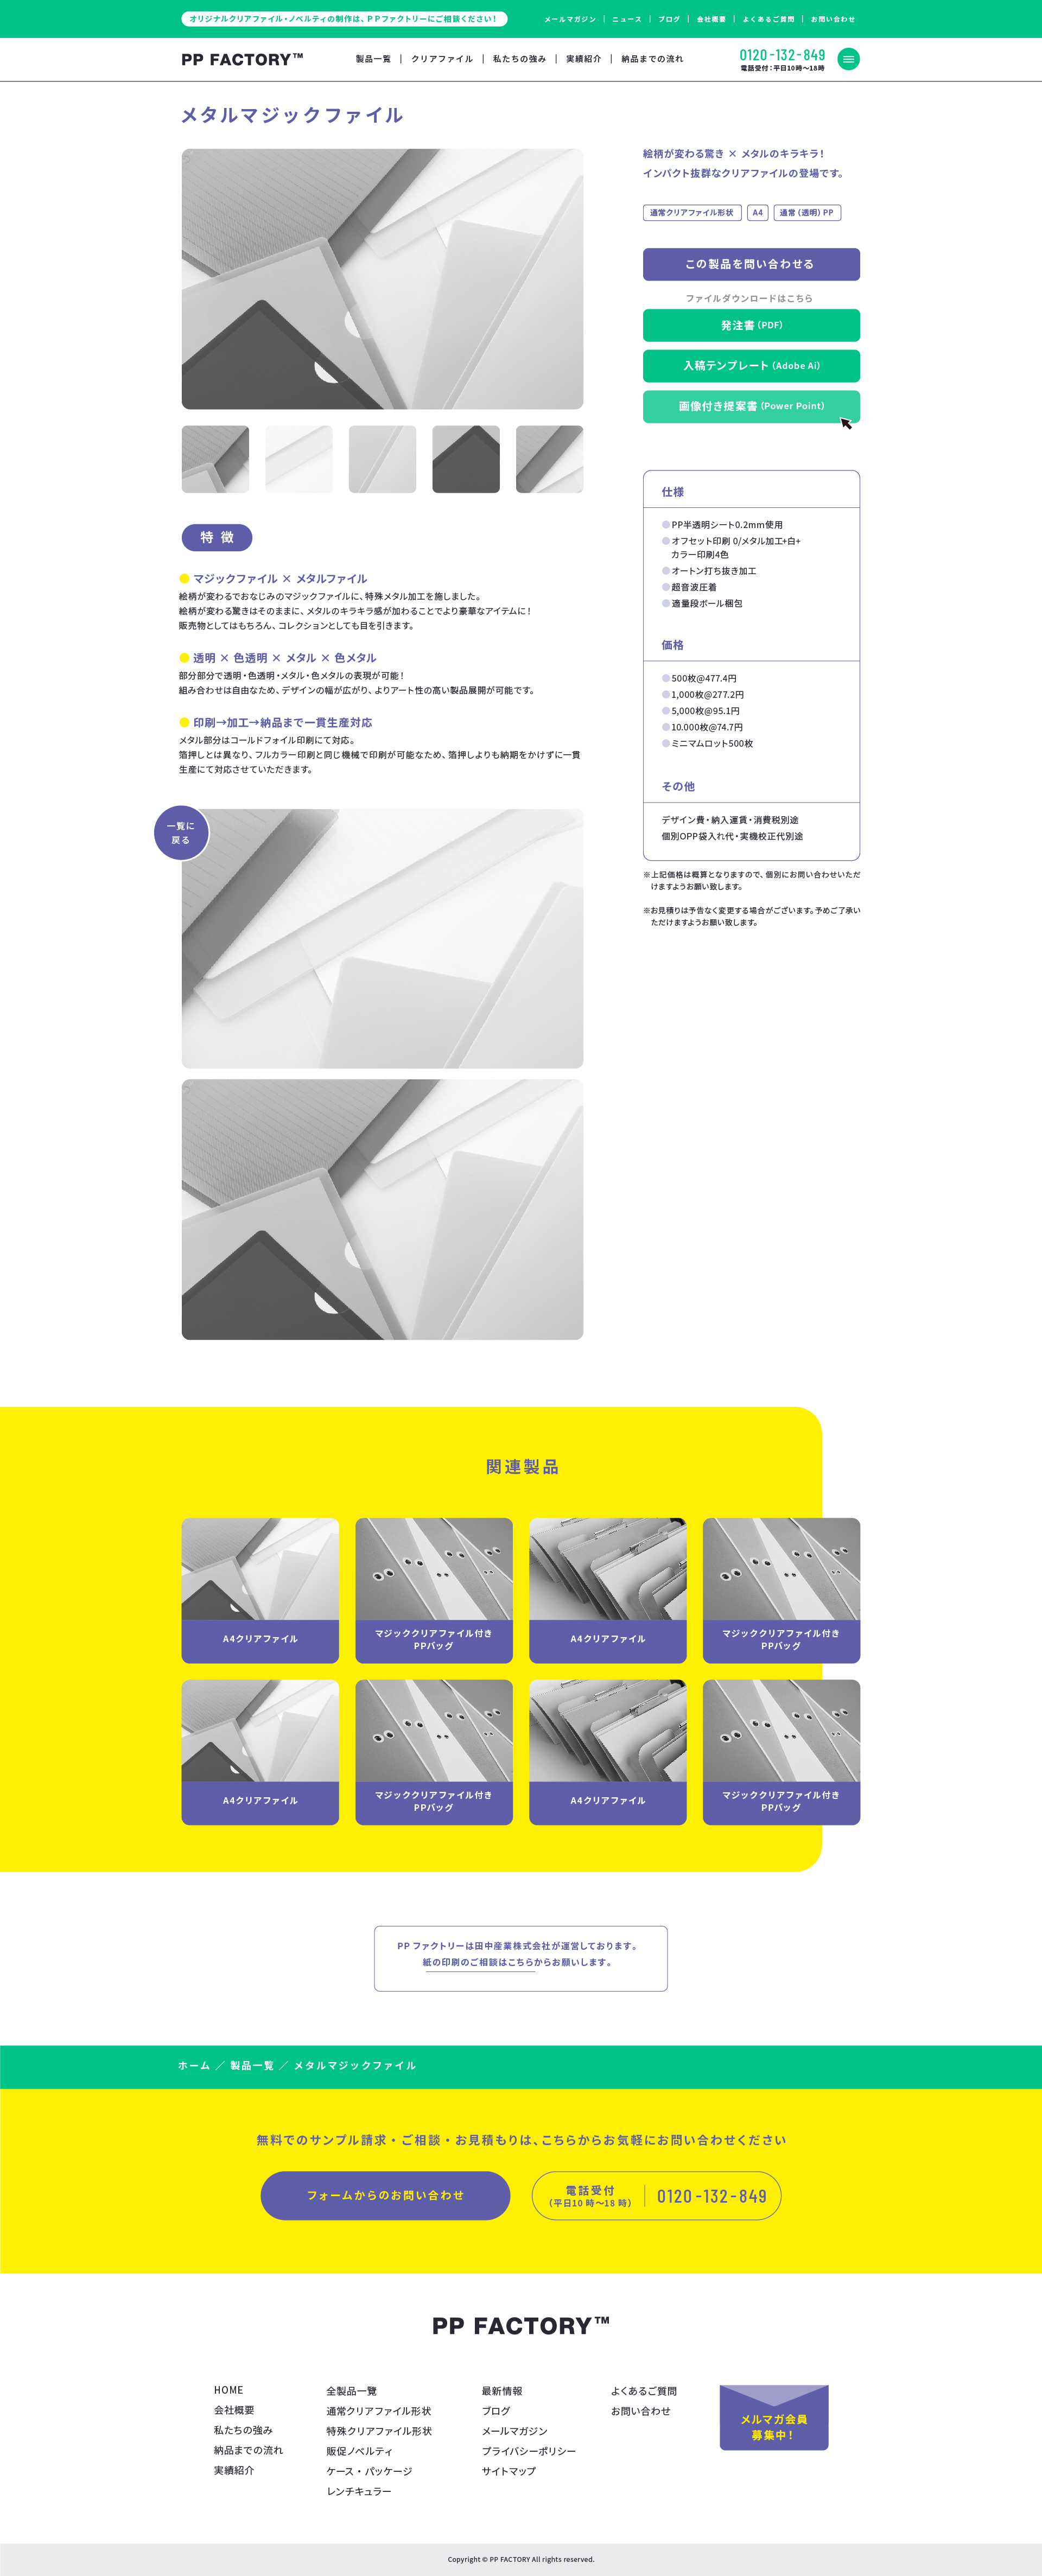 オリジナルクリアファイル・ノベルティの制作は、PPファクトリーにご相談ください！
メールマガジン | ニュース | ブログ | 会社概要 | よくあるご質問 | お問い合わせ
PP FACTORY™
製品一覧 | クリアファイル | 私たちの強み | 実績紹介 | 納品までの流れ
0120-132-849
電話受付：平日10時〜18時
メタルマジックファイル
絵柄が変わる驚き × メタルのキラキラ！
インパクト抜群なクリアファイルの登場です。
通常クリアファイル形状 A4 通常（透明）PP
この製品を問い合わせる
ファイルダウンロードはこちら
発注書（PDF）
入稿テンプレート（Adobe Ai）
画像付き提案書（Power Point）
特 徴
マジックファイル × メタルファイル
絵柄が変わるでおなじみのマジックファイルに、特殊メタル加工を施しました。
絵柄が変わる驚きはそのままに、メタルのキラキラ感が加わることでより豪華なアイテムに！
販売物としてはもちろん、コレクションとしても目を引きます。
透明 × 色透明 × メタル × 色メタル
部分部分で透明・色透明・メタル・色メタルの表現が可能！
組み合わせは自由なため、デザインの幅が広がり、よりアート性の高い製品展開が可能です。
印刷→加工→納品まで一貫生産対応
メタル部分はコールドフォイル印刷にて対応。
箔押しとは異なり、フルカラー印刷と同じ機械で印刷が可能なため、箔押しよりも納期をかけずに一貫
生産にて対応させていただきます。
一覧に
戻る
仕様
PP半透明シート0.2mm使用
オフセット印刷 0/メタル加工+白+
カラー印刷4色
オートン打ち抜き加工
超音波圧着
適量段ボール梱包
価格
500枚@477.4円
1,000枚@277.2円
5,000枚@95.1円
10.000枚@74.7円
ミニマムロット500枚
その他
デザイン費・納入運賃・消費税別途
個別OPP袋入れ代・実機校正代別途
※上記価格は概算となりますので、個別にお問い合わせいただ
けますようお願い致します。
※お見積りは予告なく変更する場合がございます。予めご了承い
ただけますようお願い致します。
関連製品
A4クリアファイル
マジッククリアファイル付き
PPバッグ
A4クリアファイル
マジッククリアファイル付き
PPバッグ
A4クリアファイル
マジッククリアファイル付き
PPバッグ
A4クリアファイル
マジッククリアファイル付き
PPバッグ
PP ファクトリーは田中産業株式会社が運営しております。
紙の印刷のご相談はこちらからお願いします。
ホーム ／ 製品一覧 ／ メタルマジックファイル
無料でのサンプル請求・ご相談・お見積もりは、こちらからお気軽にお問い合わせください
フォームからのお問い合わせ
電話受付
（平日10 時〜18 時）
0120-132-849
PP FACTORY™
HOME
会社概要
私たちの強み
納品までの流れ
実績紹介
全製品一覧
通常クリアファイル形状
特殊クリアファイル形状
販促ノベルティ
ケース・パッケージ
レンチキュラー
最新情報
ブログ
メールマガジン
プライバシーポリシー
サイトマップ
よくあるご質問
お問い合わせ
メルマガ会員
募集中！
Copyright © PP FACTORY All rights reserved.